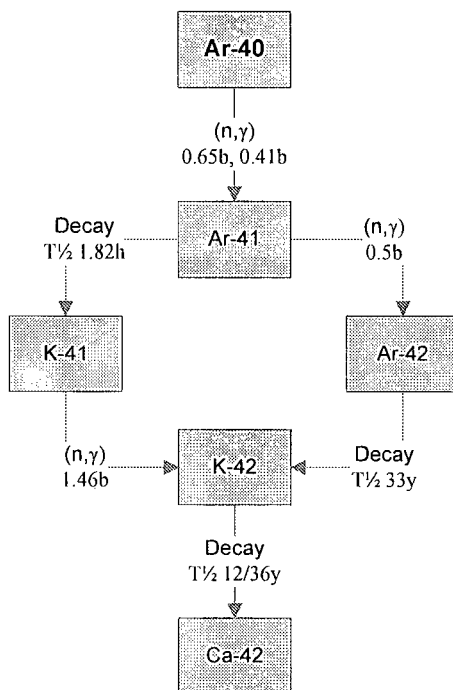 Ar-40
(n,γ)
0.65b, 0.41b
Decay
T½ 1.82h
Ar-41
(n,γ)
0.5b
K-41
Ar-42
(n,γ)
1.46b
K-42
Decay
T½ 33y
Decay
T½ 12/36y
Ca-42